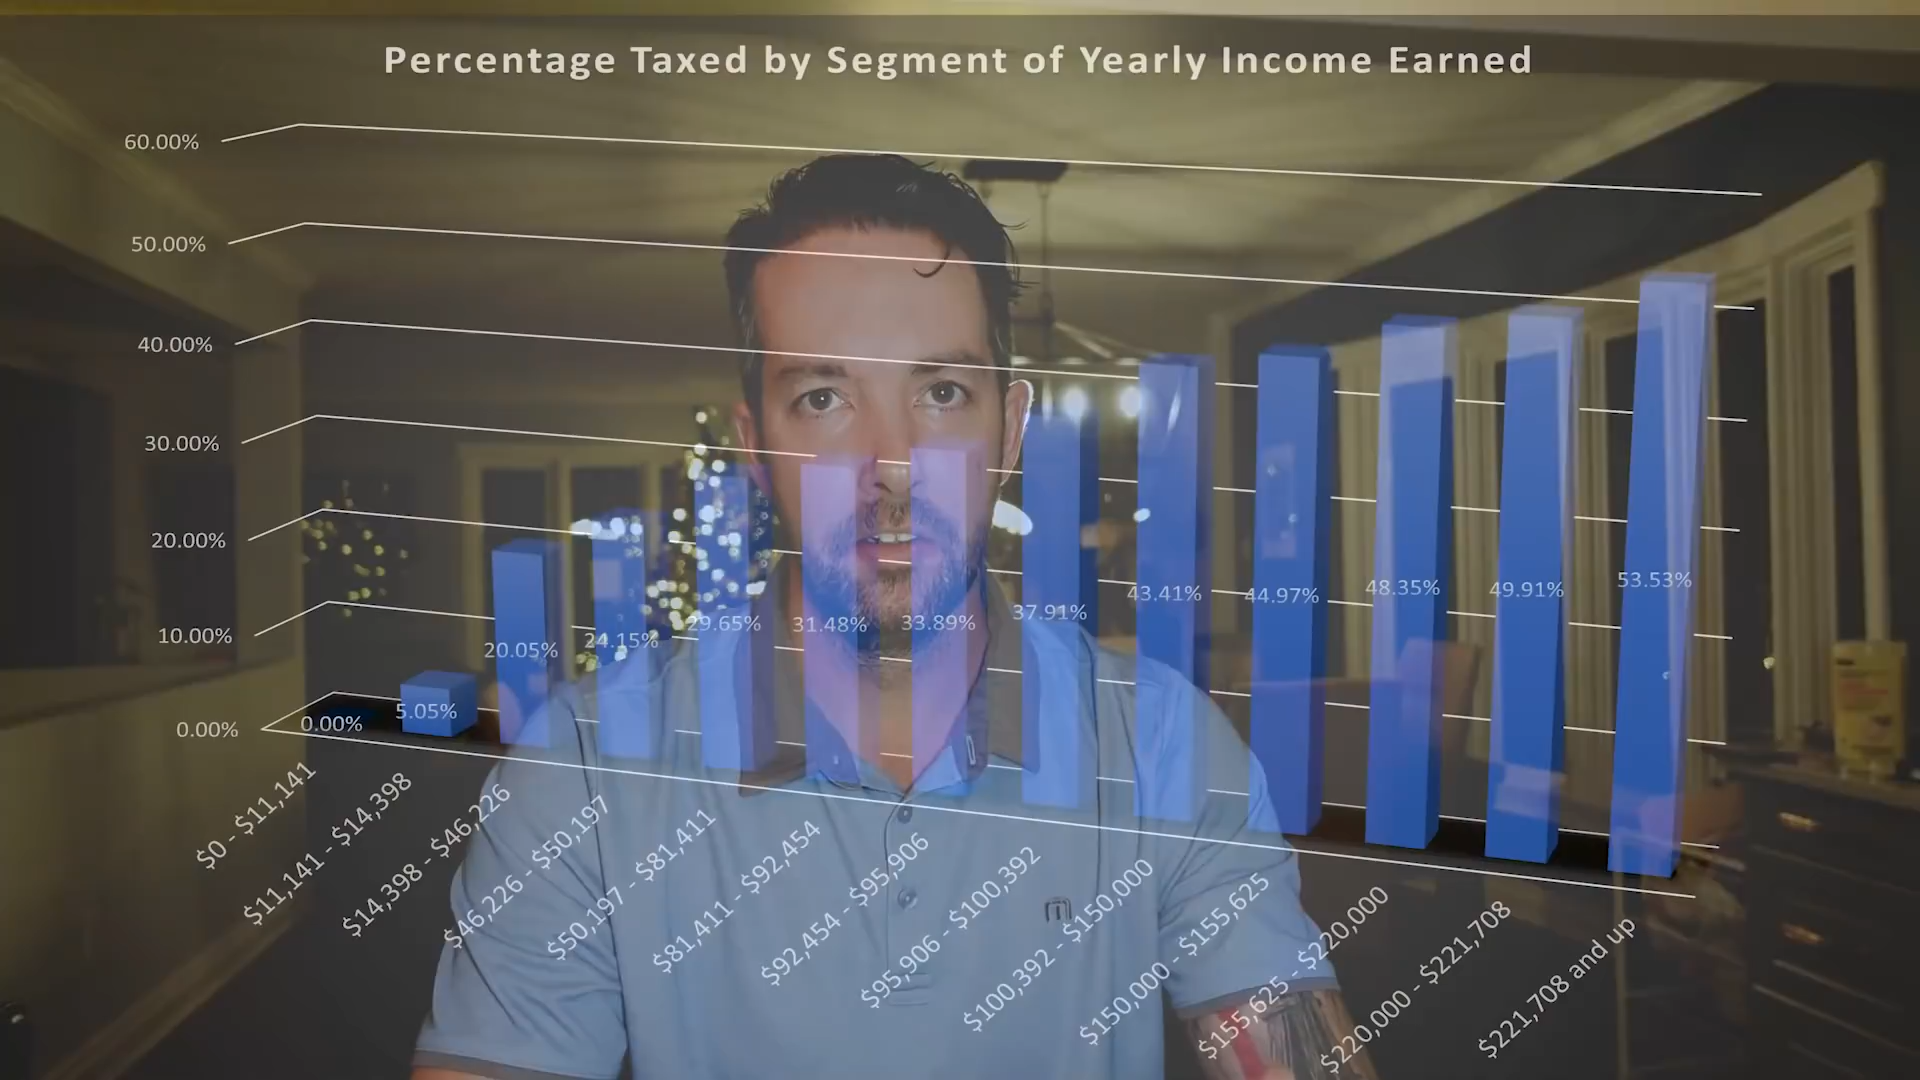 Percentage Taxed by Segment of Yearly Income Earned
60.00%
50.00%
40.00%
30.00%
20.00%
10.00%
0.00%
0.00%
5.05%
20.05%
24.15%
29.65%
31.48%
33.89%
37.91%
43.41%
44.97%
48.35%
49.91%
53.53%
$0 - $11,141
$11,141 - $14,398
$14,398 - $46,226
$46,226 - $50,197
$50,197 - $81,411
$81,411 - $92,454
$92,454 - $95,906
$95,906 - $100,392
$100,392 - $150,000
$150,000 - $155,625
$155,625 - $220,000
$220,000 - $221,708
$221,708 and up